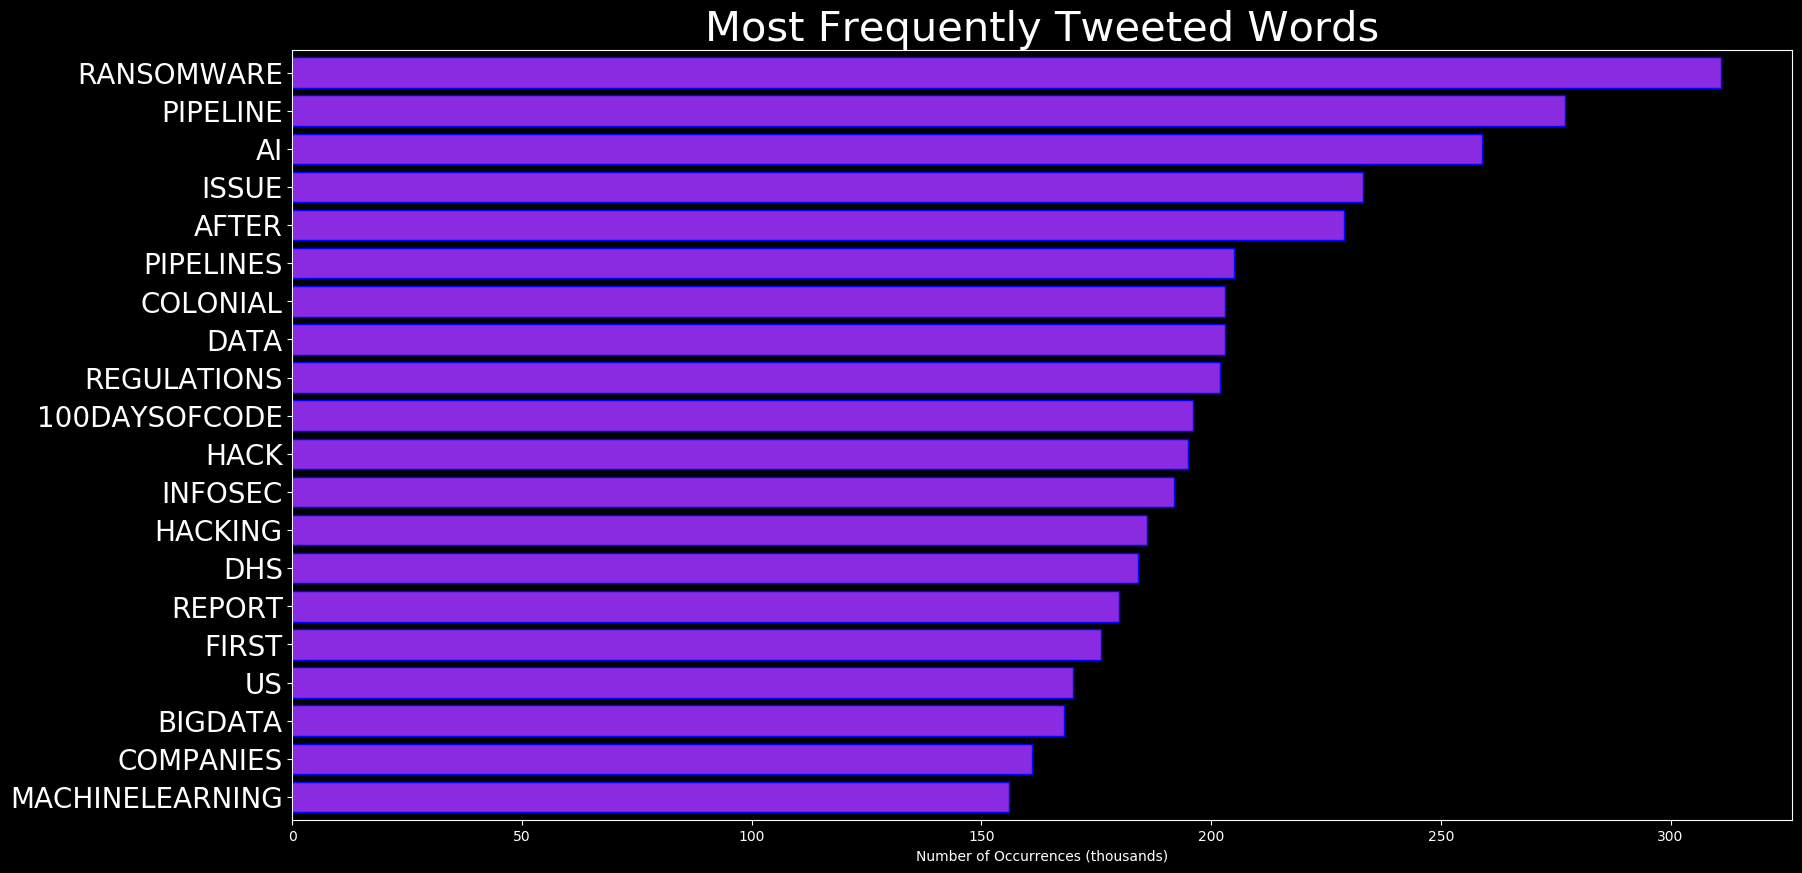 Most Frequently Tweeted Words
RANSOMWARE
PIPELINE
AI
ISSUE
AFTER
PIPELINES
COLONIAL
DATA
REGULATIONS
100DAYSOFCODE
HACK
INFOSEC
HACKING
DHS
REPORT
FIRST
US
BIGDATA
COMPANIES
MACHINELEARNING
0 50 100 150 200 250 300
Number of Occurrences (thousands)